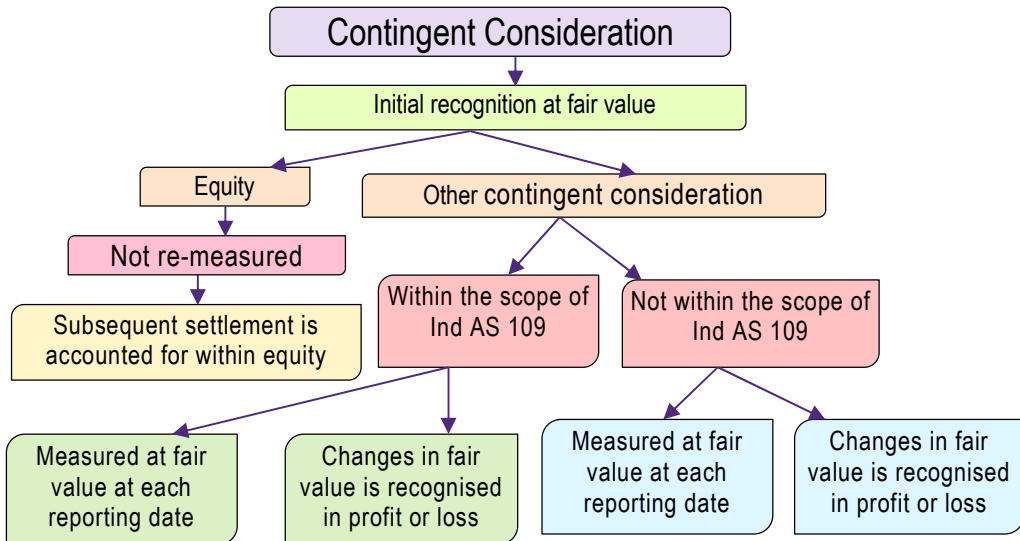 Contingent Consideration
Initial recognition at fair value
Equity
Other contingent consideration
Not re-measured
Subsequent settlement is
accounted for within equity
Within the scope of
Ind AS 109
Not within the scope of
Ind AS 109
Measured at fair
value at each
reporting date
Changes in fair
value is recognised
in profit or loss
Measured at fair
value at each
reporting date
Changes in fair
value is recognised
in profit or loss